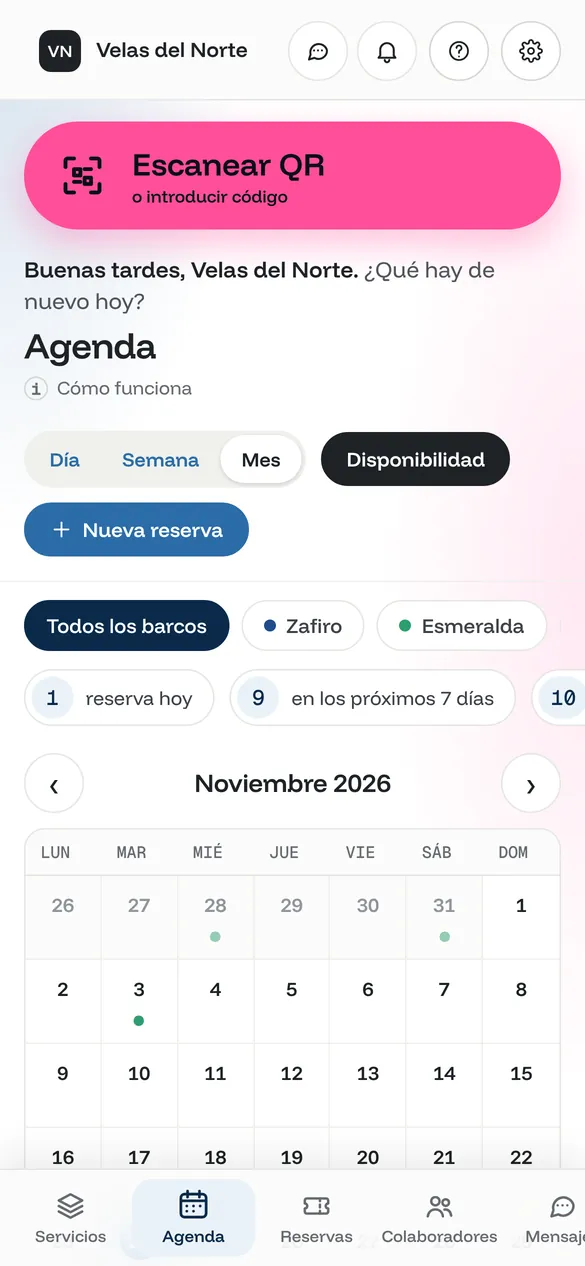 VN Velas del Norte
Escanear QR
o introducir código
Buenas tardes, Velas del Norte. ¿Qué hay de
nuevo hoy?
Agenda
Cómo funciona
Día Semana Mes Disponibilidad
+ Nueva reserva
Todos los barcos Zafiro Esmeralda
1 reserva hoy 9 en los próximos 7 días 10
‹ Noviembre 2026 ›
LUN MAR MIÉ JUE VIE SÁB DOM
26 27 28 29 30 31 1
2 3 4 5 6 7 8
9 10 11 12 13 14 15
16 17 18 19 20 21 22
Servicios Agenda Reservas Colaboradores Mensaje